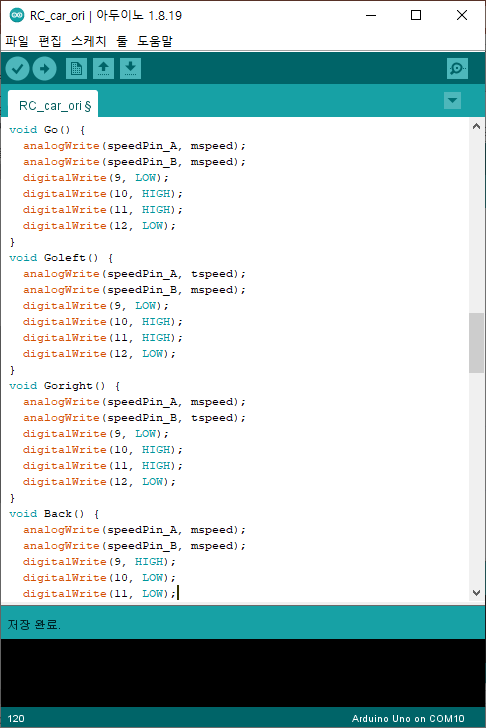 RC_car_ori | 아두이노 1.8.19
파일 편집 스케치 툴 도움말
RC_car_ori §
void Go() {
  analogWrite(speedPin_A, mspeed);
  analogWrite(speedPin_B, mspeed);
  digitalWrite(9, LOW);
  digitalWrite(10, HIGH);
  digitalWrite(11, HIGH);
  digitalWrite(12, LOW);
}
void Goleft() {
  analogWrite(speedPin_A, tspeed);
  analogWrite(speedPin_B, mspeed);
  digitalWrite(9, LOW);
  digitalWrite(10, HIGH);
  digitalWrite(11, HIGH);
  digitalWrite(12, LOW);
}
void Goright() {
  analogWrite(speedPin_A, mspeed);
  analogWrite(speedPin_B, tspeed);
  digitalWrite(9, LOW);
  digitalWrite(10, HIGH);
  digitalWrite(11, HIGH);
  digitalWrite(12, LOW);
}
void Back() {
  analogWrite(speedPin_A, mspeed);
  analogWrite(speedPin_B, mspeed);
  digitalWrite(9, HIGH);
  digitalWrite(10, LOW);
  digitalWrite(11, LOW);
저장 완료.
120 Arduino Uno on COM10